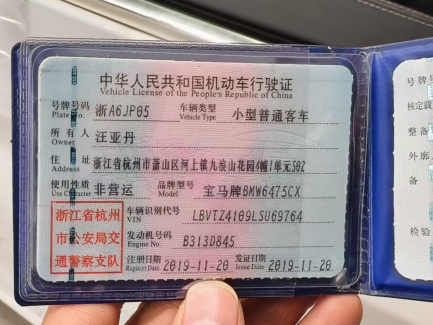 中华人民共和国机动车行驶证
Vehicle License of the People's Republic of China
号牌号码 Plate No. 浙A6JP05 车辆类型 Vehicle Type 小型普通客车
所有人 Owner 汪亚丹
住址 Address 浙江省杭州市萧山区河上镇九凌山花园4幢1单元502
使用性质 Use Character 非营运 品牌型号 Model 宝马牌BMW6475CX
浙江省杭州
市公安局交
通警察支队
车辆识别代号 VIN LBVTZ4109LSU69764
发动机号码 Engine No. B313D845
注册日期 Register Date 2019-11-20 发证日期 Issue Date 2019-11-20
号牌
核定载
整备
外廓
备
检验